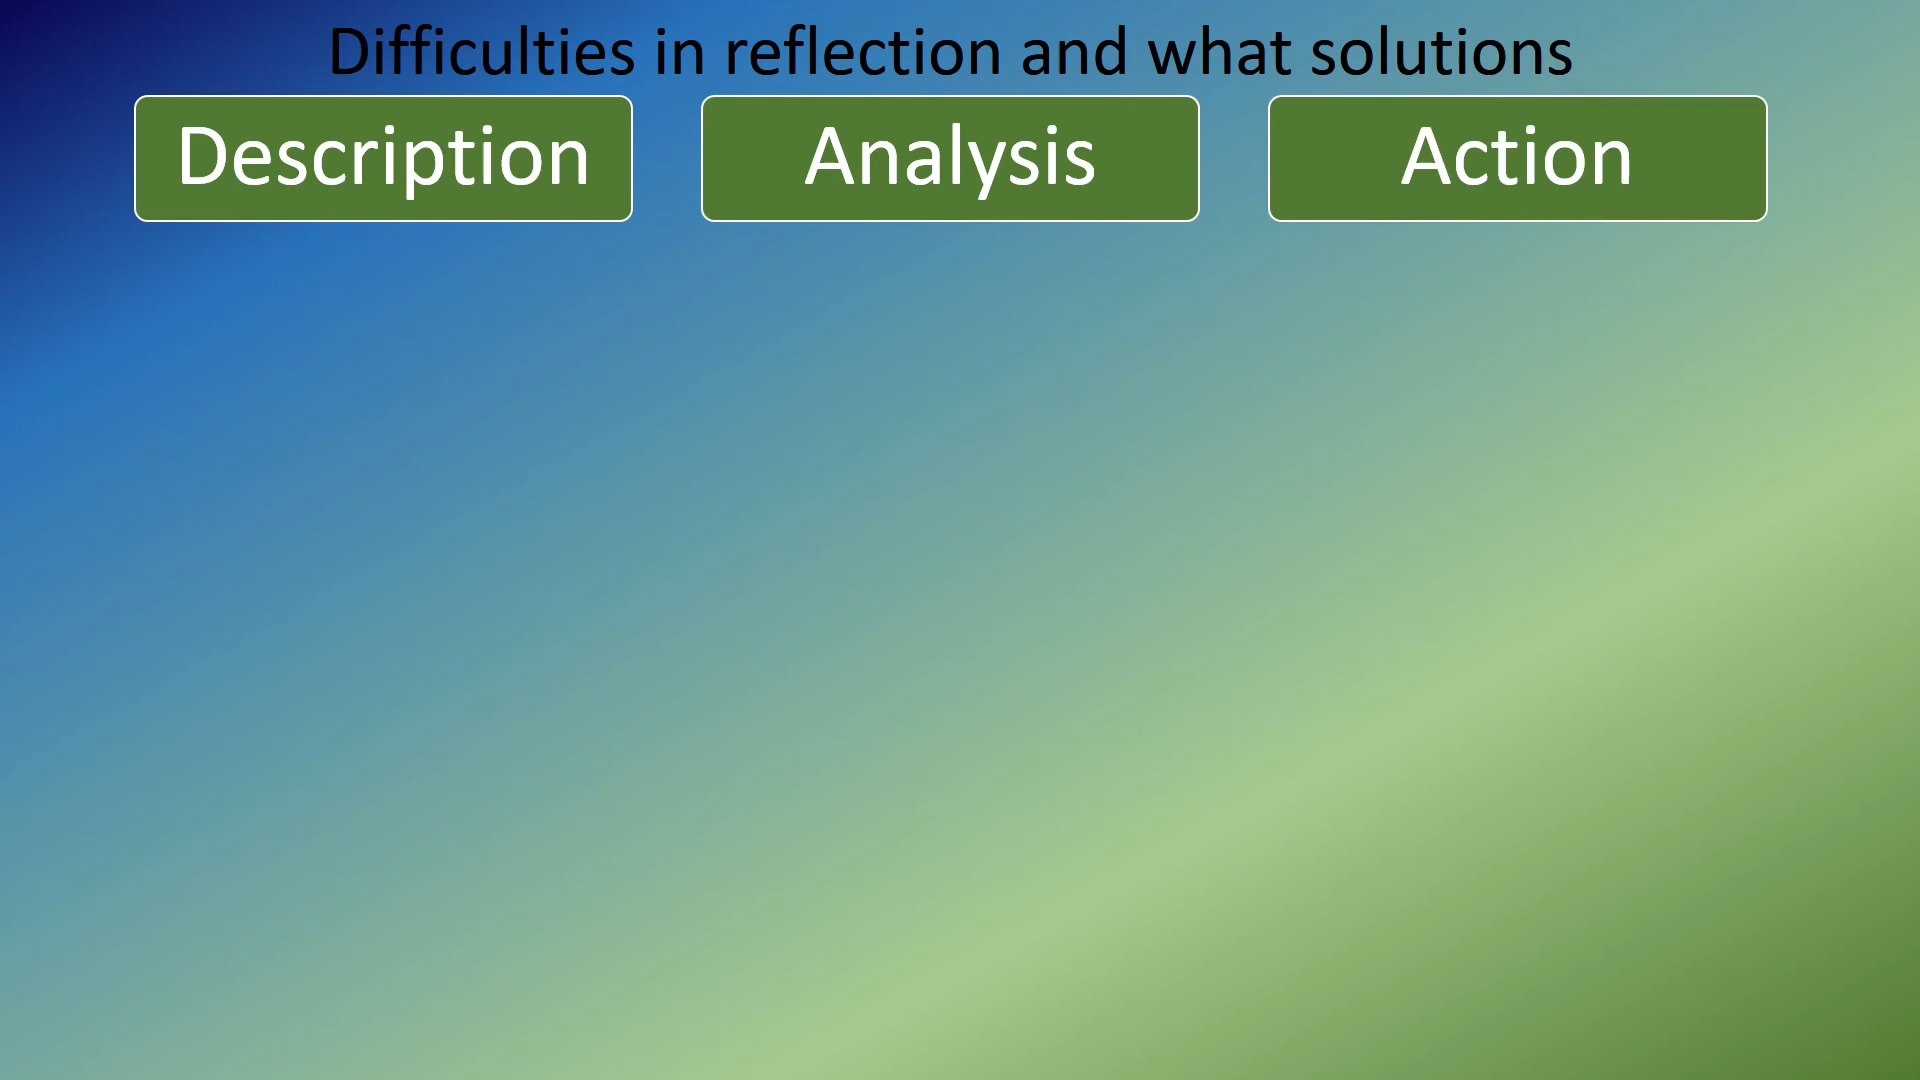 Difficulties in reflection and what solutions
Description
Analysis
Action